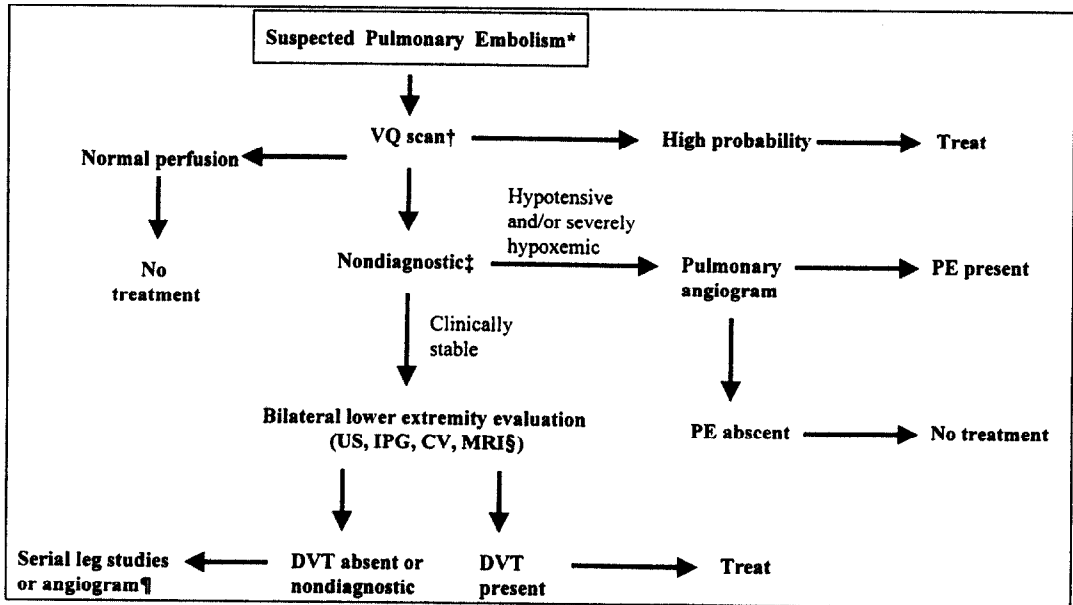 Suspected Pulmonary Embolism*
VQ scan†
High probability
Treat
Normal perfusion
Hypotensive
and/or severely
hypoxemic
No
treatment
Nondiagnostic‡
Pulmonary
angiogram
PE present
Clinically
stable
Bilateral lower extremity evaluation
(US, IPG, CV, MRI§)
PE abscent
No treatment
Serial leg studies
or angiogram¶
DVT absent or
nondiagnostic
DVT
present
Treat